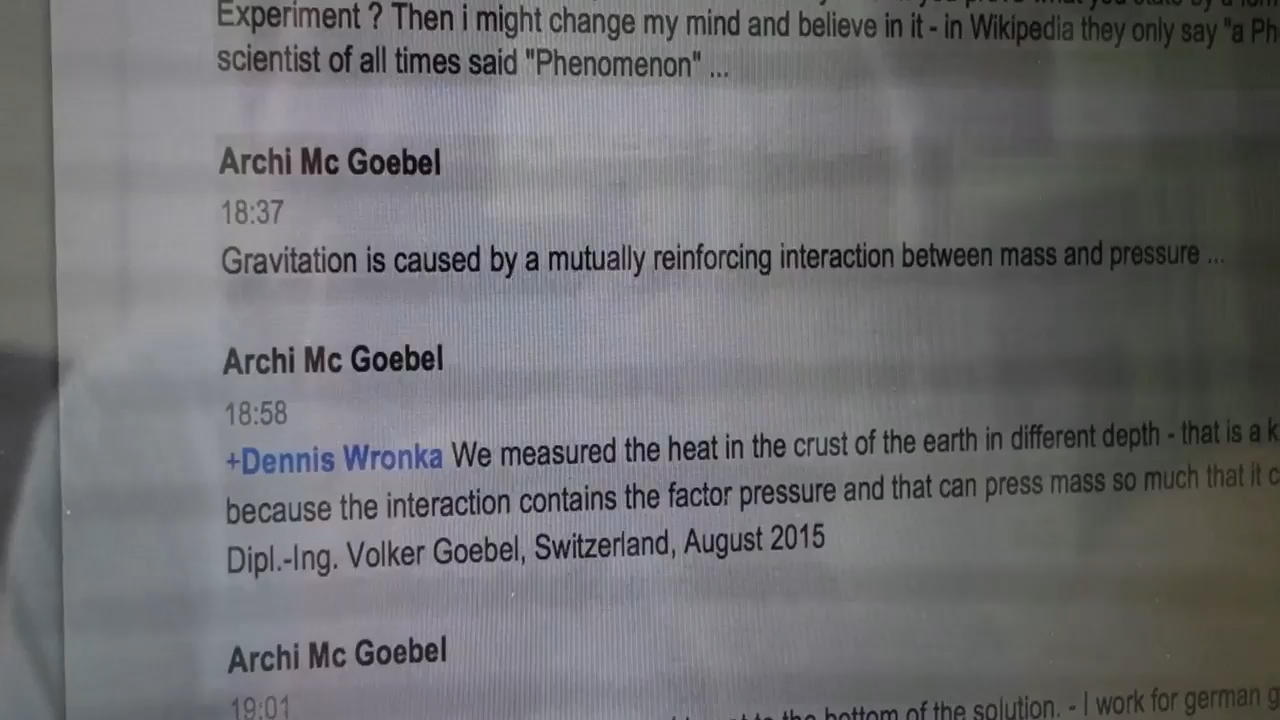 Experiment ? Then i might change my mind and believe in it - in Wikipedia they only say "a Ph
scientist of all times said "Phenomenon" ...
Archi Mc Goebel
18:37
Gravitation is caused by a mutually reinforcing interaction between mass and pressure ...
Archi Mc Goebel
18:58
+Dennis Wronka We measured the heat in the crust of the earth in different depth - that is a k
because the interaction contains the factor pressure and that can press mass so much that it c
Dipl.-Ing. Volker Goebel, Switzerland, August 2015
Archi Mc Goebel
19:01
the bottom of the solution. - I work for german g